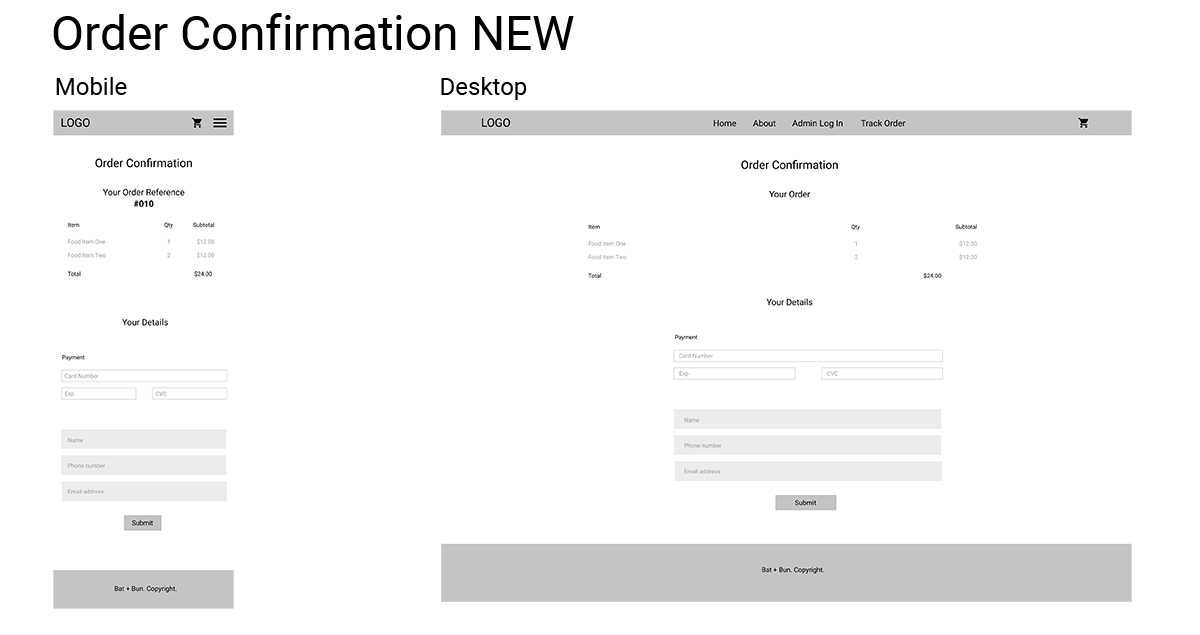 Order Confirmation NEW
Mobile
LOGO
Order Confirmation
Your Order Reference
#010
Item Qty Subtotal
Food Item One 1 $12.00
Food Item Two 2 $12.00
Total $24.00
Your Details
Payment
Card Number
Exp CVC
Name
Phone number
Email address
Submit
Bat + Bun. Copyright.
Desktop
LOGO Home About Admin Log In Track Order
Order Confirmation
Your Order
Item Qty Subtotal
Food Item One 1 $12.00
Food Item Two 2 $12.00
Total $24.00
Your Details
Payment
Card Number
Exp CVC
Name
Phone number
Email address
Submit
Bat + Bun. Copyright.